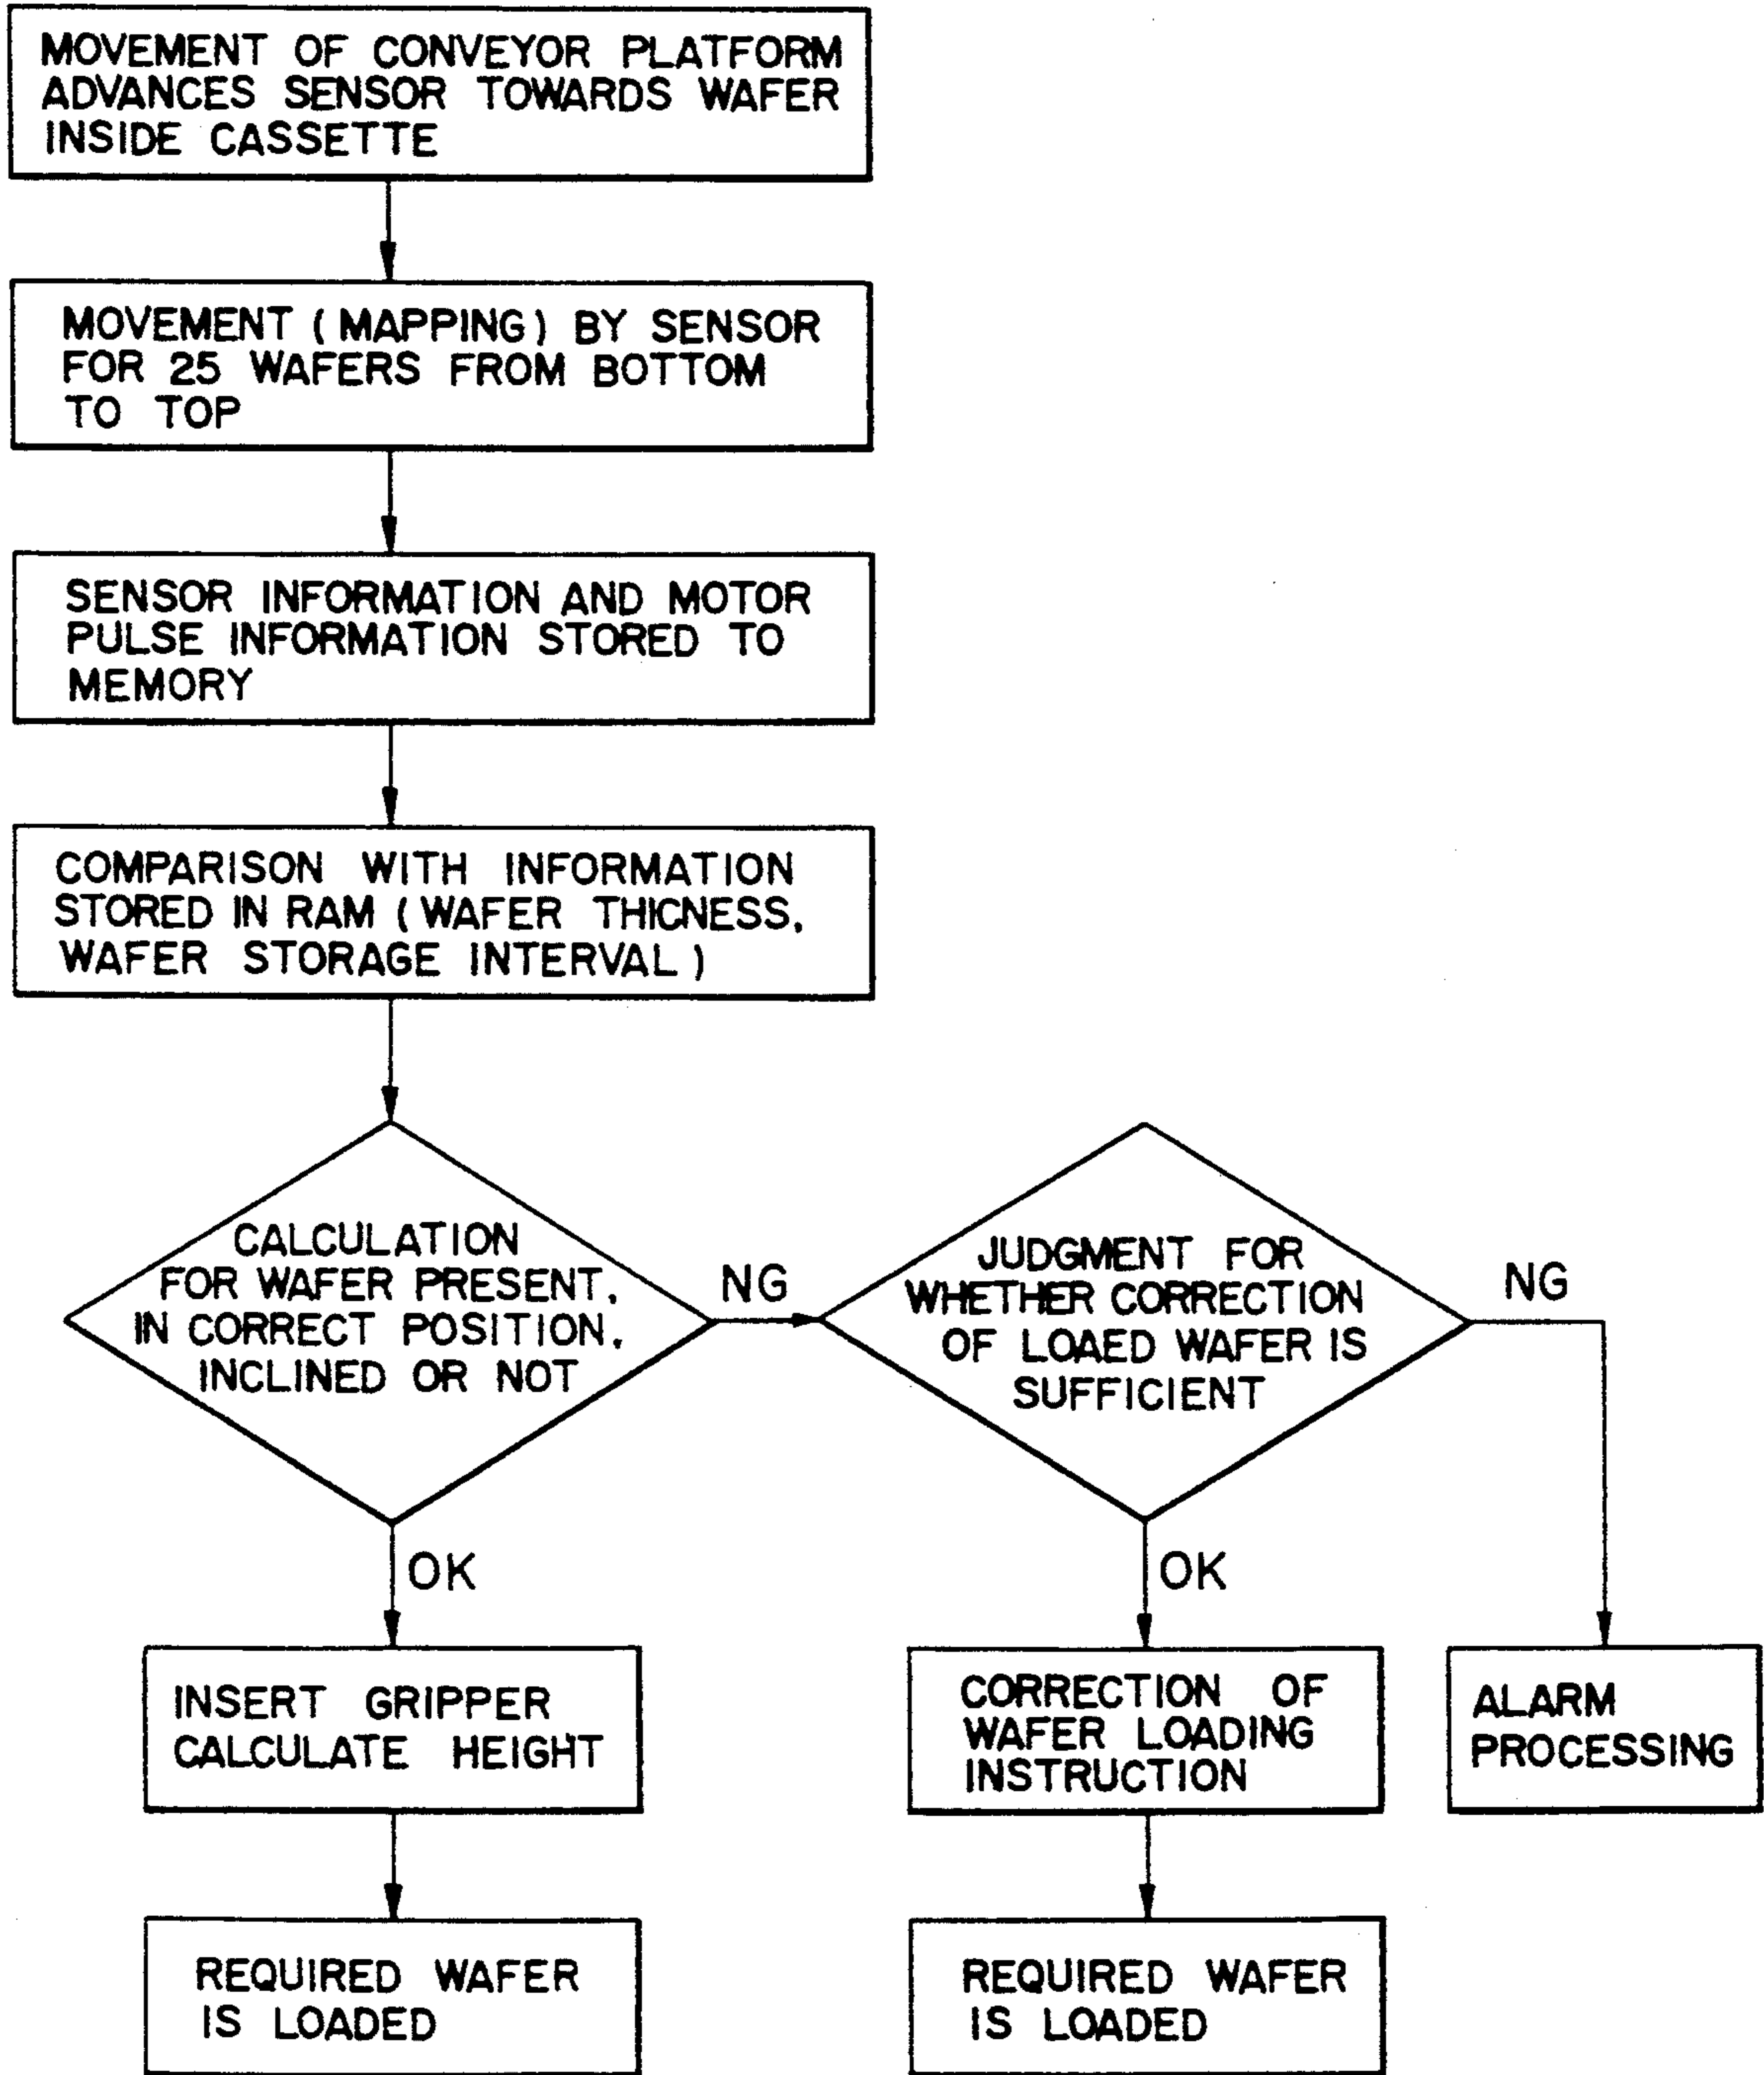 MOVEMENT OF CONVEYOR PLATFORM
ADVANCES SENSOR TOWARDS WAFER
INSIDE CASSETTE
MOVEMENT ( MAPPING ) BY SENSOR
FOR 25 WAFERS FROM BOTTOM
TO TOP
SENSOR INFORMATION AND MOTOR
PULSE INFORMATION STORED TO
MEMORY
COMPARISON WITH INFORMATION
STORED IN RAM ( WAFER THICNESS,
WAFER STORAGE INTERVAL )
CALCULATION
FOR WAFER PRESENT,
IN CORRECT POSITION,
INCLINED OR NOT
NG
JUDGMENT FOR
WHETHER CORRECTION
OF LOAED WAFER IS
SUFFICIENT
NG
OK
OK
INSERT GRIPPER
CALCULATE HEIGHT
CORRECTION OF
WAFER LOADING
INSTRUCTION
ALARM
PROCESSING
REQUIRED WAFER
IS LOADED
REQUIRED WAFER
IS LOADED